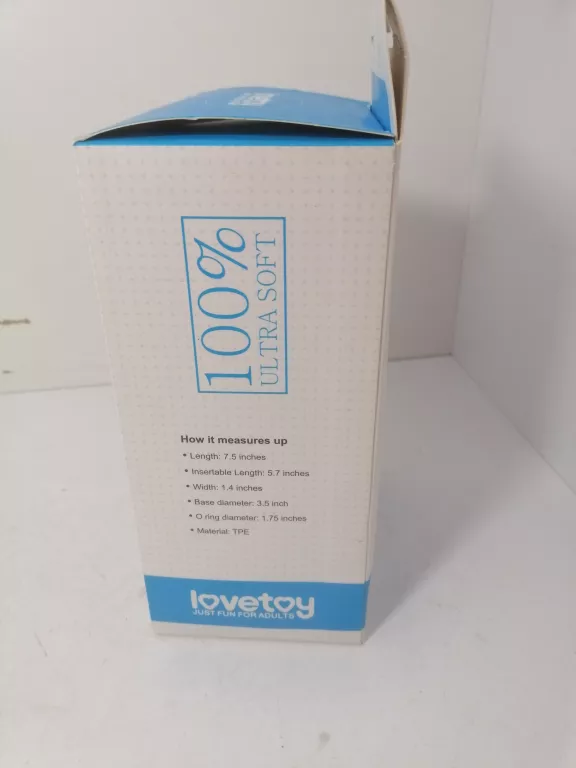 100%
ULTRA SOFT
How it measures up
• Length: 7.5 inches
• Insertable Length: 5.7 inches
• Width: 1.4 inches
• Base diameter: 3.5 inch
• O ring diameter: 1.75 inches
• Material: TPE
lovetoy
JUST FUN FOR ADULTS